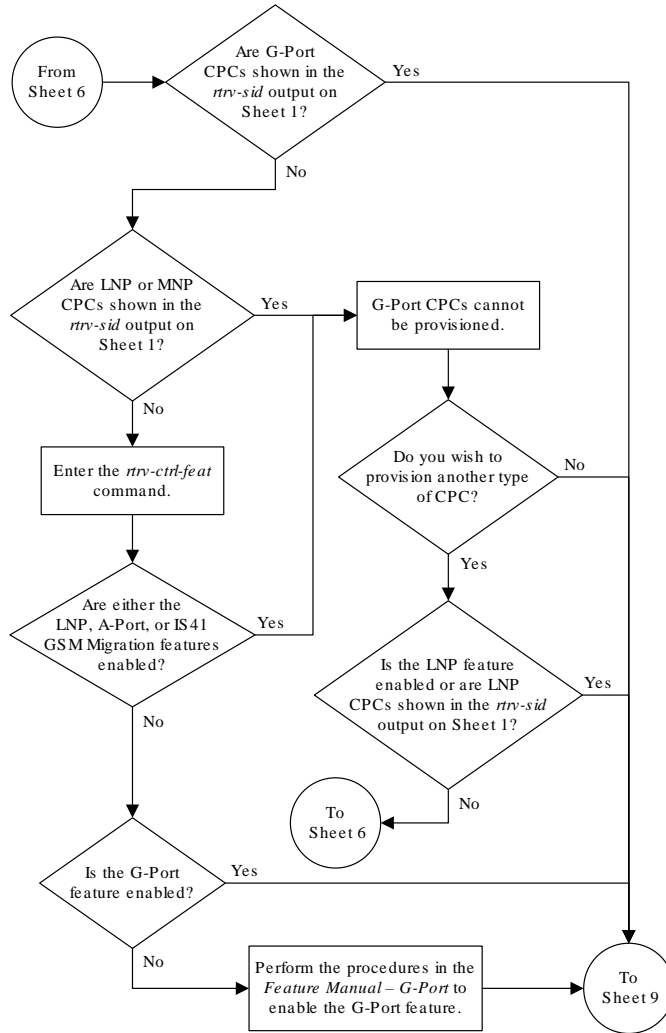 From
Sheet 6
Are G-Port
CPCs shown in the
rtrv-sid output on
Sheet 1?
Yes
No
Are LNP or MNP
CPCs shown in the
rtrv-sid output on
Sheet 1?
Yes
No
G-Port CPCs cannot
be provisioned.
Enter the rtrv-ctrl-feat
command.
Do you wish to
provision another type
of CPC?
No
Yes
Are either the
LNP, A-Port, or IS41
GSM Migration features
enabled?
Yes
No
Is the LNP feature
enabled or are LNP
CPCs shown in the rtrv-sid
output on Sheet 1?
Yes
No
To
Sheet 6
Is the G-Port
feature enabled?
Yes
No
Perform the procedures in the
Feature Manual – G-Port to
enable the G-Port feature.
To
Sheet 9